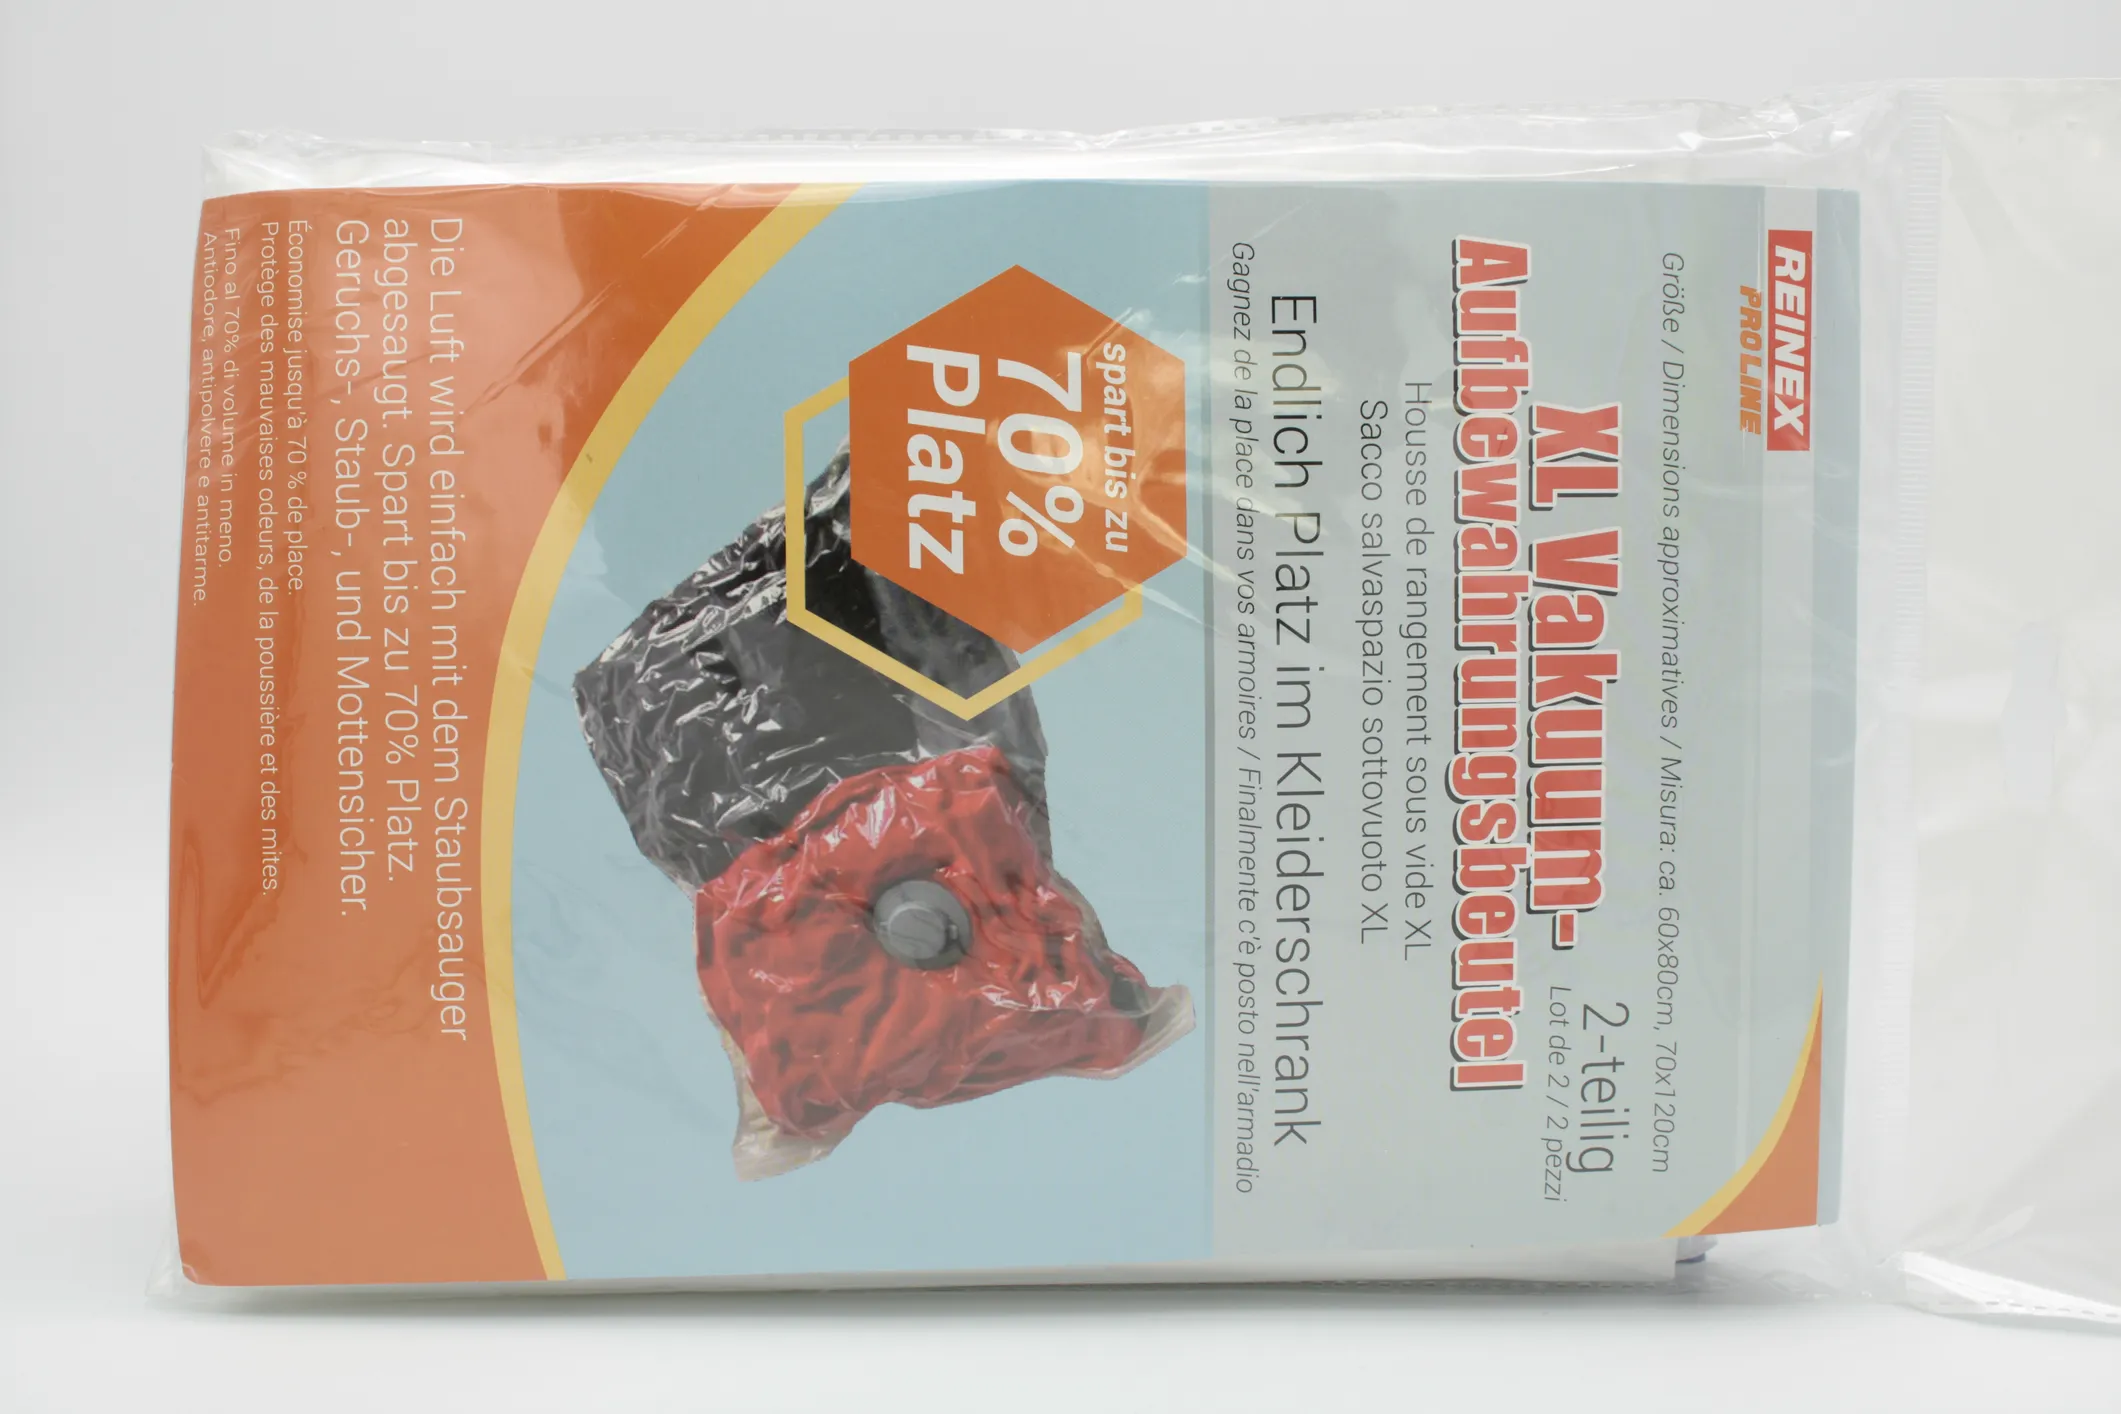 REINEX
PROLINE
Größe / Dimensions approximatives / Misura: ca. 60x80cm, 70x120cm
XL Vakuum-
2-teilig
Lot de 2 / 2 pezzi
Aufbewahrungsbeutel
Housse de rangement sous vide XL
Sacco salvaspazio sottovuoto XL
Endlich Platz im Kleiderschrank
Gagnez de la place dans vos armoires / Finalmente c'è posto nell'armadio
spart bis zu
70%
Platz
Die Luft wird einfach mit dem Staubsauger
abgesaugt. Spart bis zu 70% Platz.
Geruchs-, Staub-, und Mottensicher.
Économise jusqu'à 70 % de place.
Protège des mauvaises odeurs, de la poussière et des mites.
Fino al 70% di volume in meno.
Antiodore, antipolvere e antitarme.